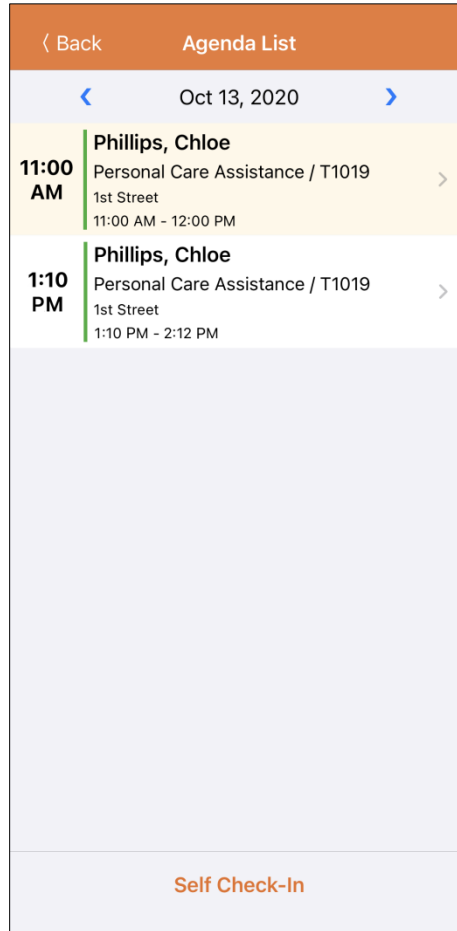 Back Agenda List
Oct 13, 2020
11:00 AM
Phillips, Chloe
Personal Care Assistance / T1019
1st Street
11:00 AM - 12:00 PM
1:10 PM
Phillips, Chloe
Personal Care Assistance / T1019
1st Street
1:10 PM - 2:12 PM
Self Check-In